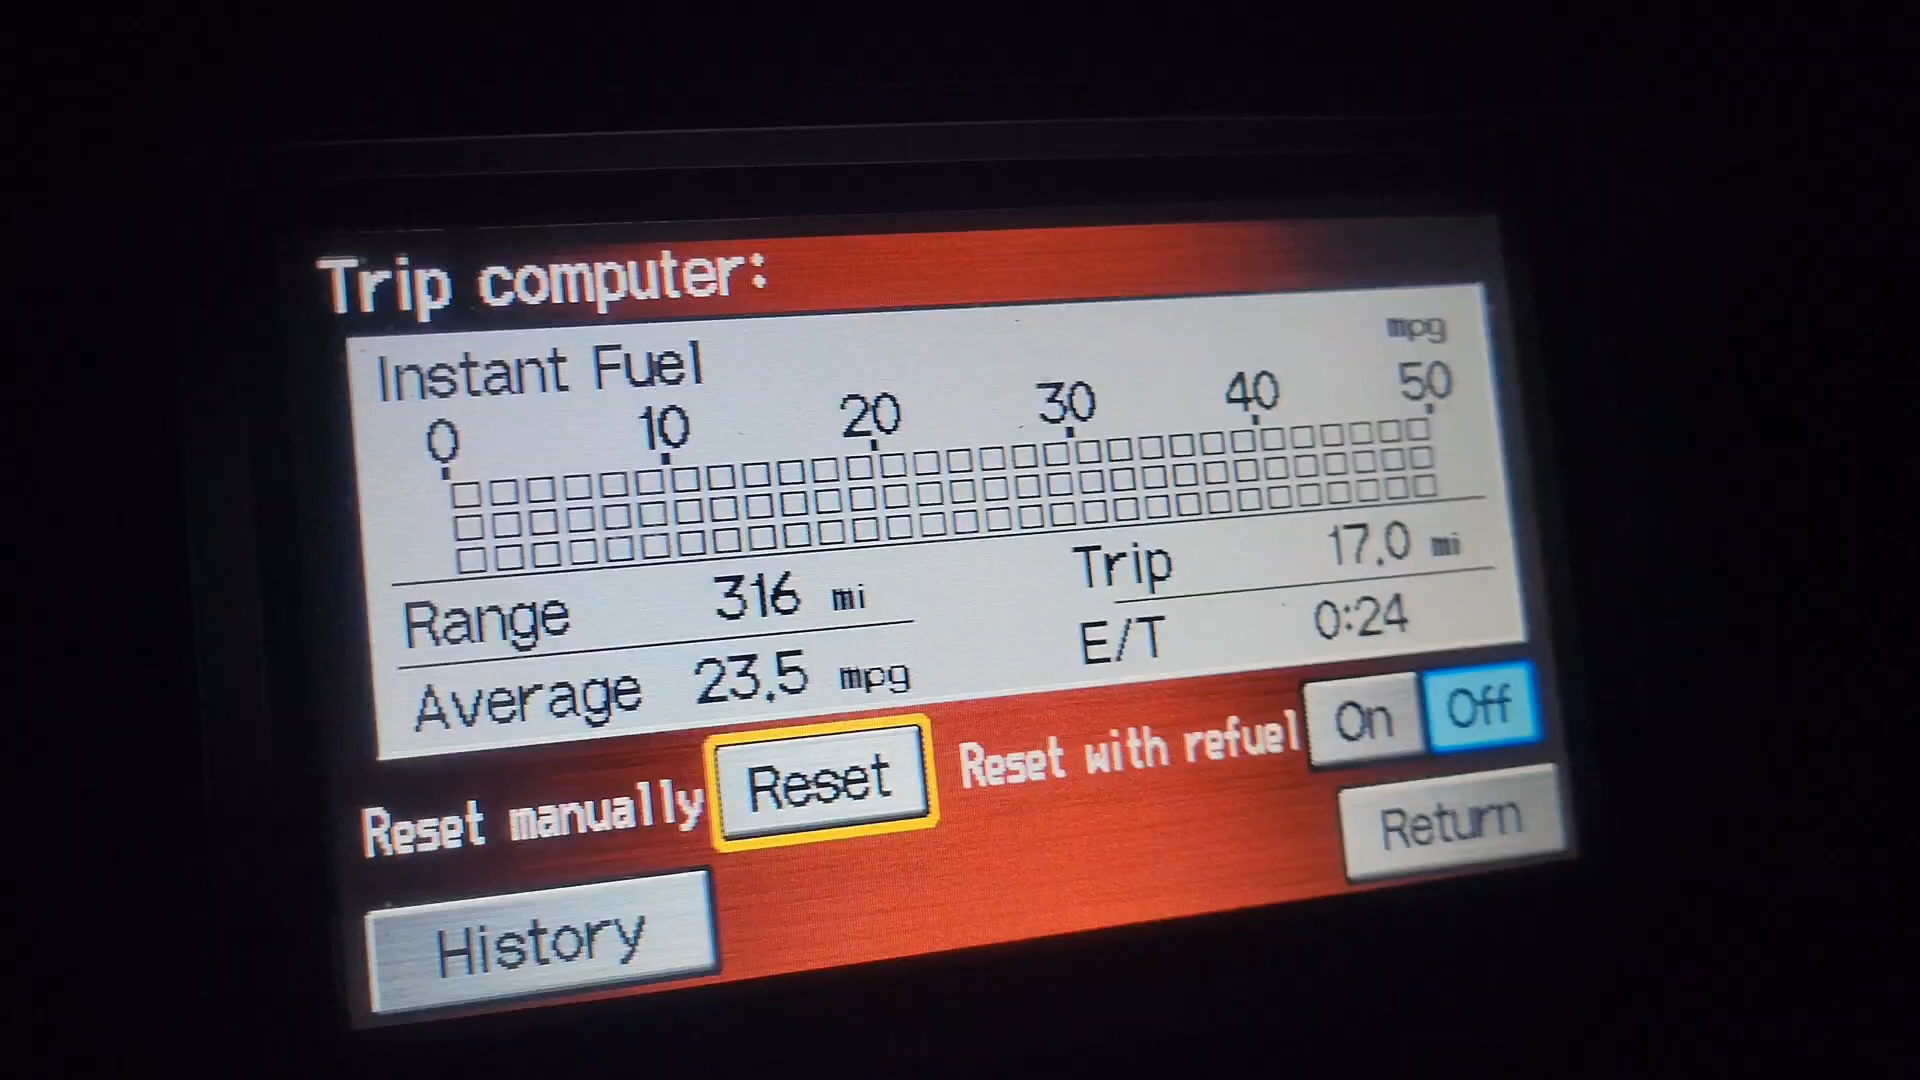 Trip computer:
Instant Fuel
mpg
0 10 20 30 40 50
Range 316 mi
Trip 17.0 mi
Average 23.5 mpg
E/T 0:24
Reset manually Reset
Reset with refuel On Off
History
Return